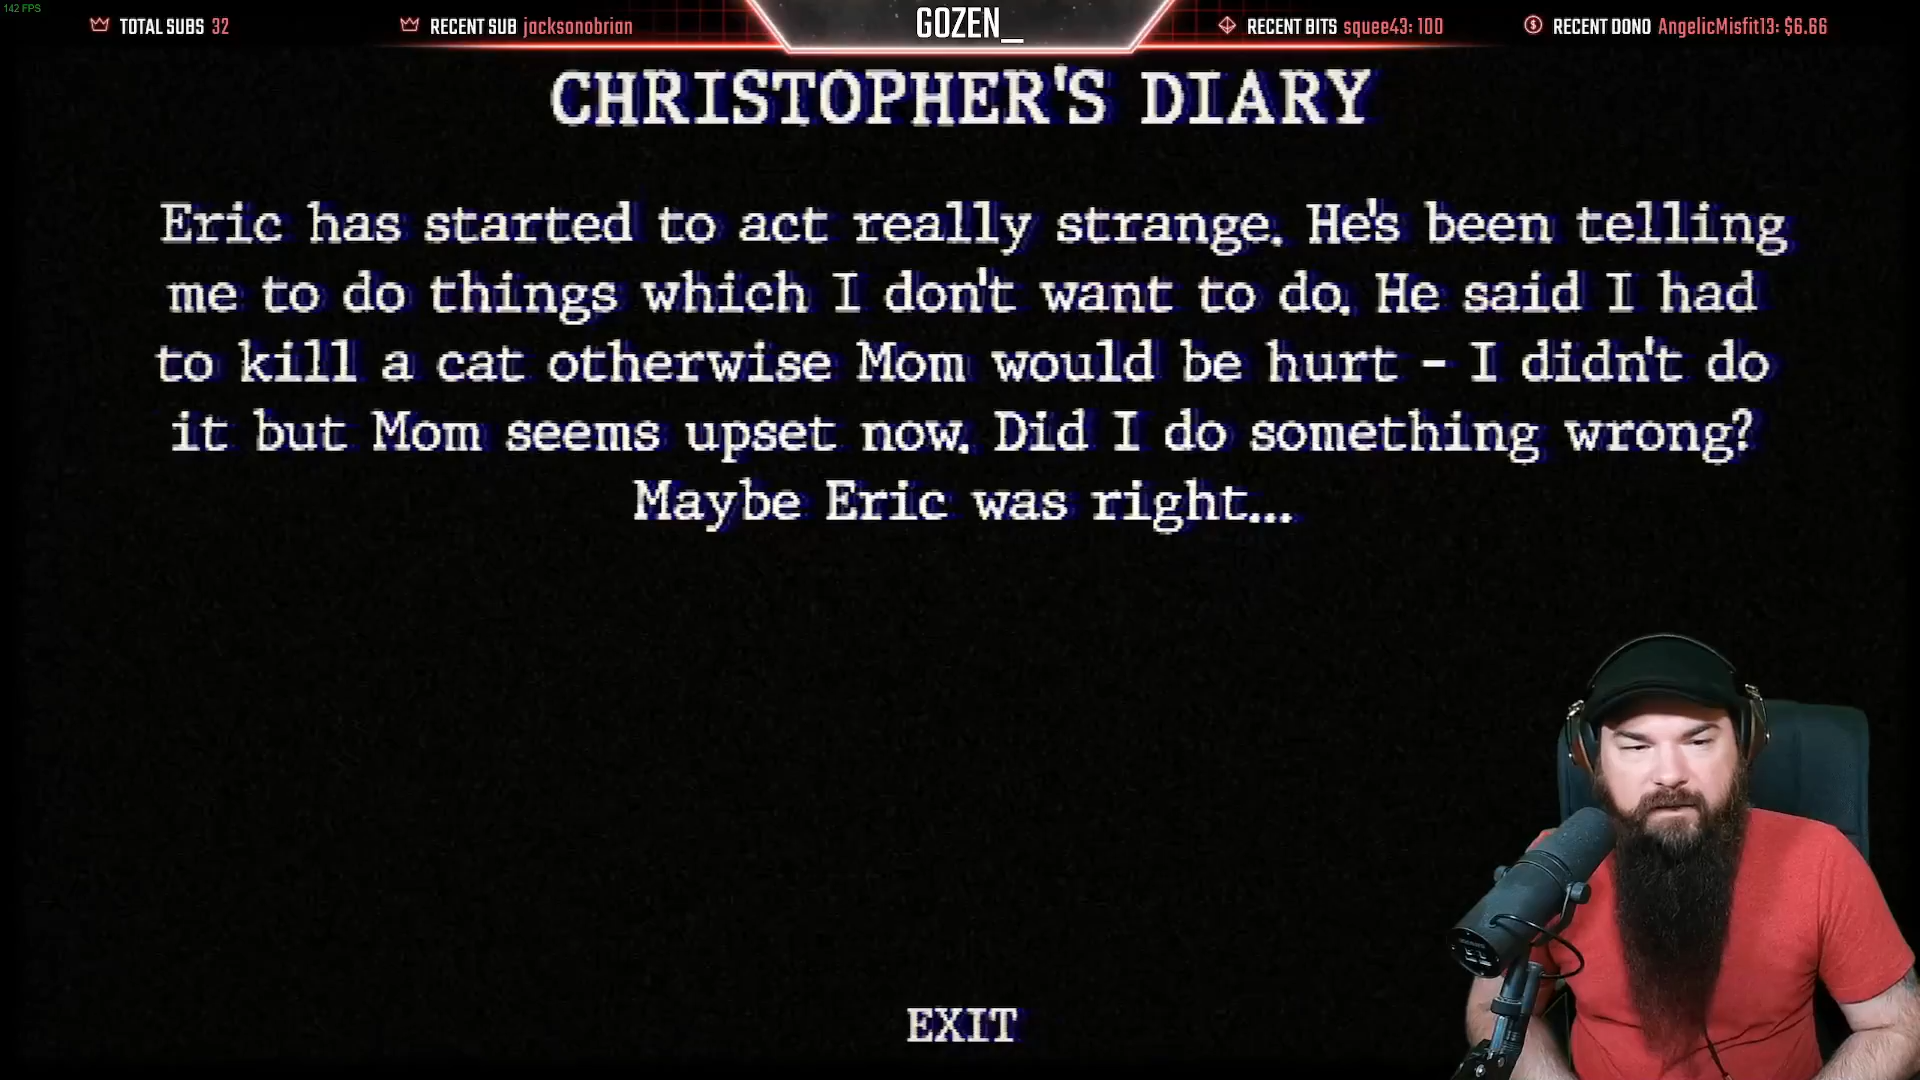 142 FPS
TOTAL SUBS 32
RECENT SUB jacksonobrian
GOZEN_
RECENT BITS squee43: 100
RECENT DONO AngelicMisfit13: $6.66
CHRISTOPHER'S DIARY
Eric has started to act really strange. He's been telling
me to do things which I don't want to do. He said I had
to kill a cat otherwise Mom would be hurt - I didn't do
it but Mom seems upset now. Did I do something wrong?
Maybe Eric was right...
EXIT